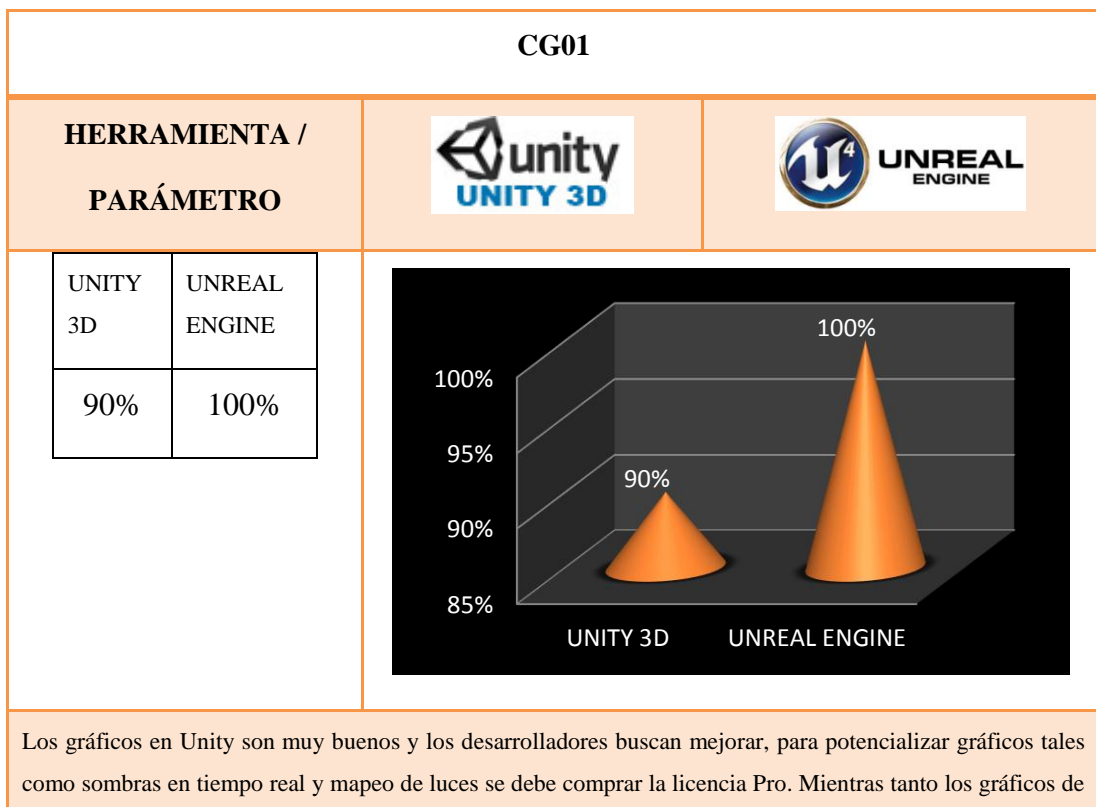 CG01
HERRAMIENTA /
PARÁMETRO
unity
UNITY 3D
U4
UNREAL
ENGINE
UNITY
3D
UNREAL
ENGINE
90%
100%
100%
95%
90%
85%
90%
100%
UNITY 3D
UNREAL ENGINE
Los gráficos en Unity son muy buenos y los desarrolladores buscan mejorar, para potencializar gráficos tales
como sombras en tiempo real y mapeo de luces se debe comprar la licencia Pro. Mientras tanto los gráficos de